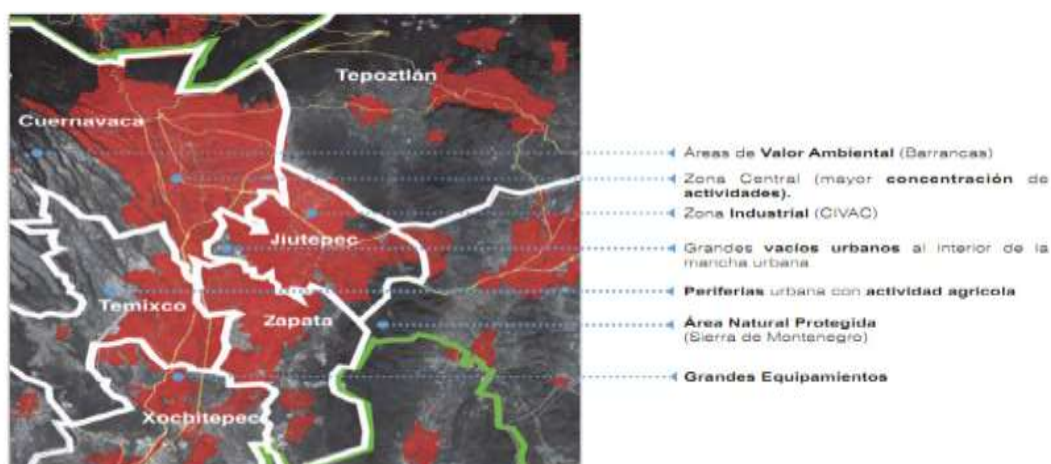 Tepoztlán
Cuernavaca
Jiutepec
Temixco
Zapata
Xochitepec
Áreas de Valor Ambiental (Barrancas)
Zona Central (mayor concentración de
actividades).
Zona Industrial (CIVAC)
Grandes vacíos urbanos al interior de la
mancha urbana
Periferias urbana con actividad agrícola
Área Natural Protegida
(Sierra de Montenegro)
Grandes Equipamientos